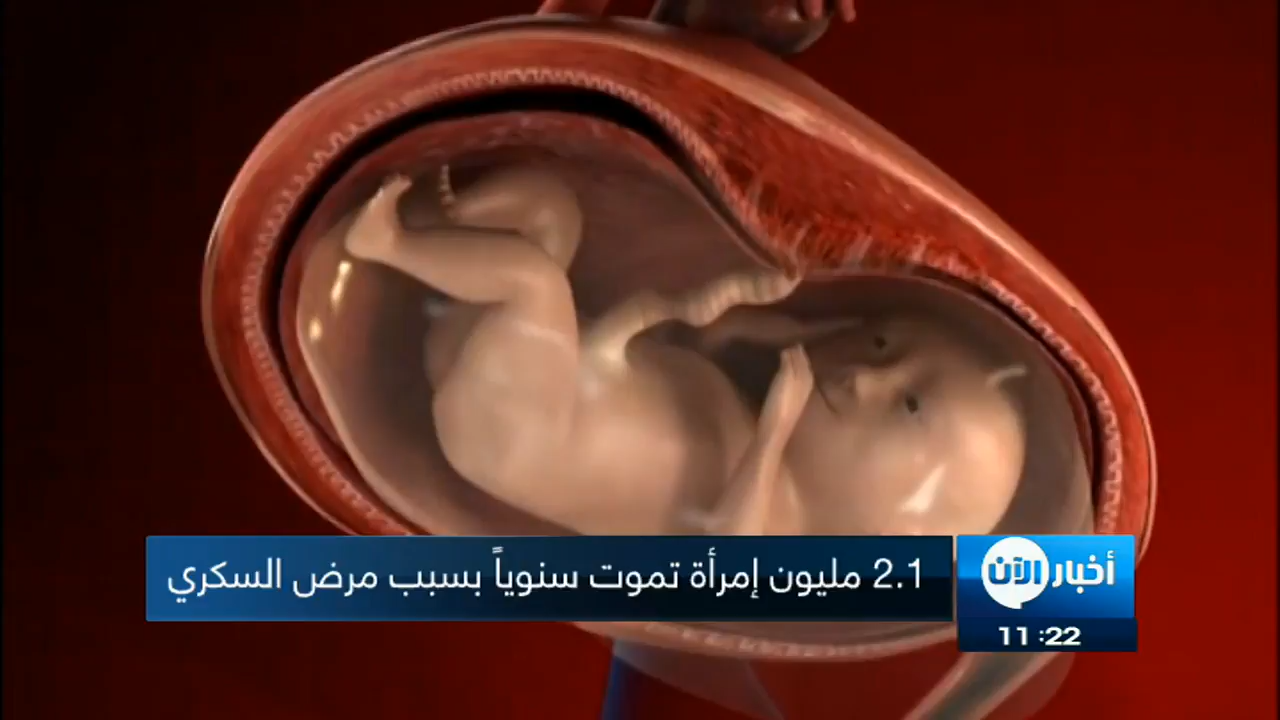 2.1 مليون إمرأة تموت سنوياً بسبب مرض السكري
أخبار الآن
11:22